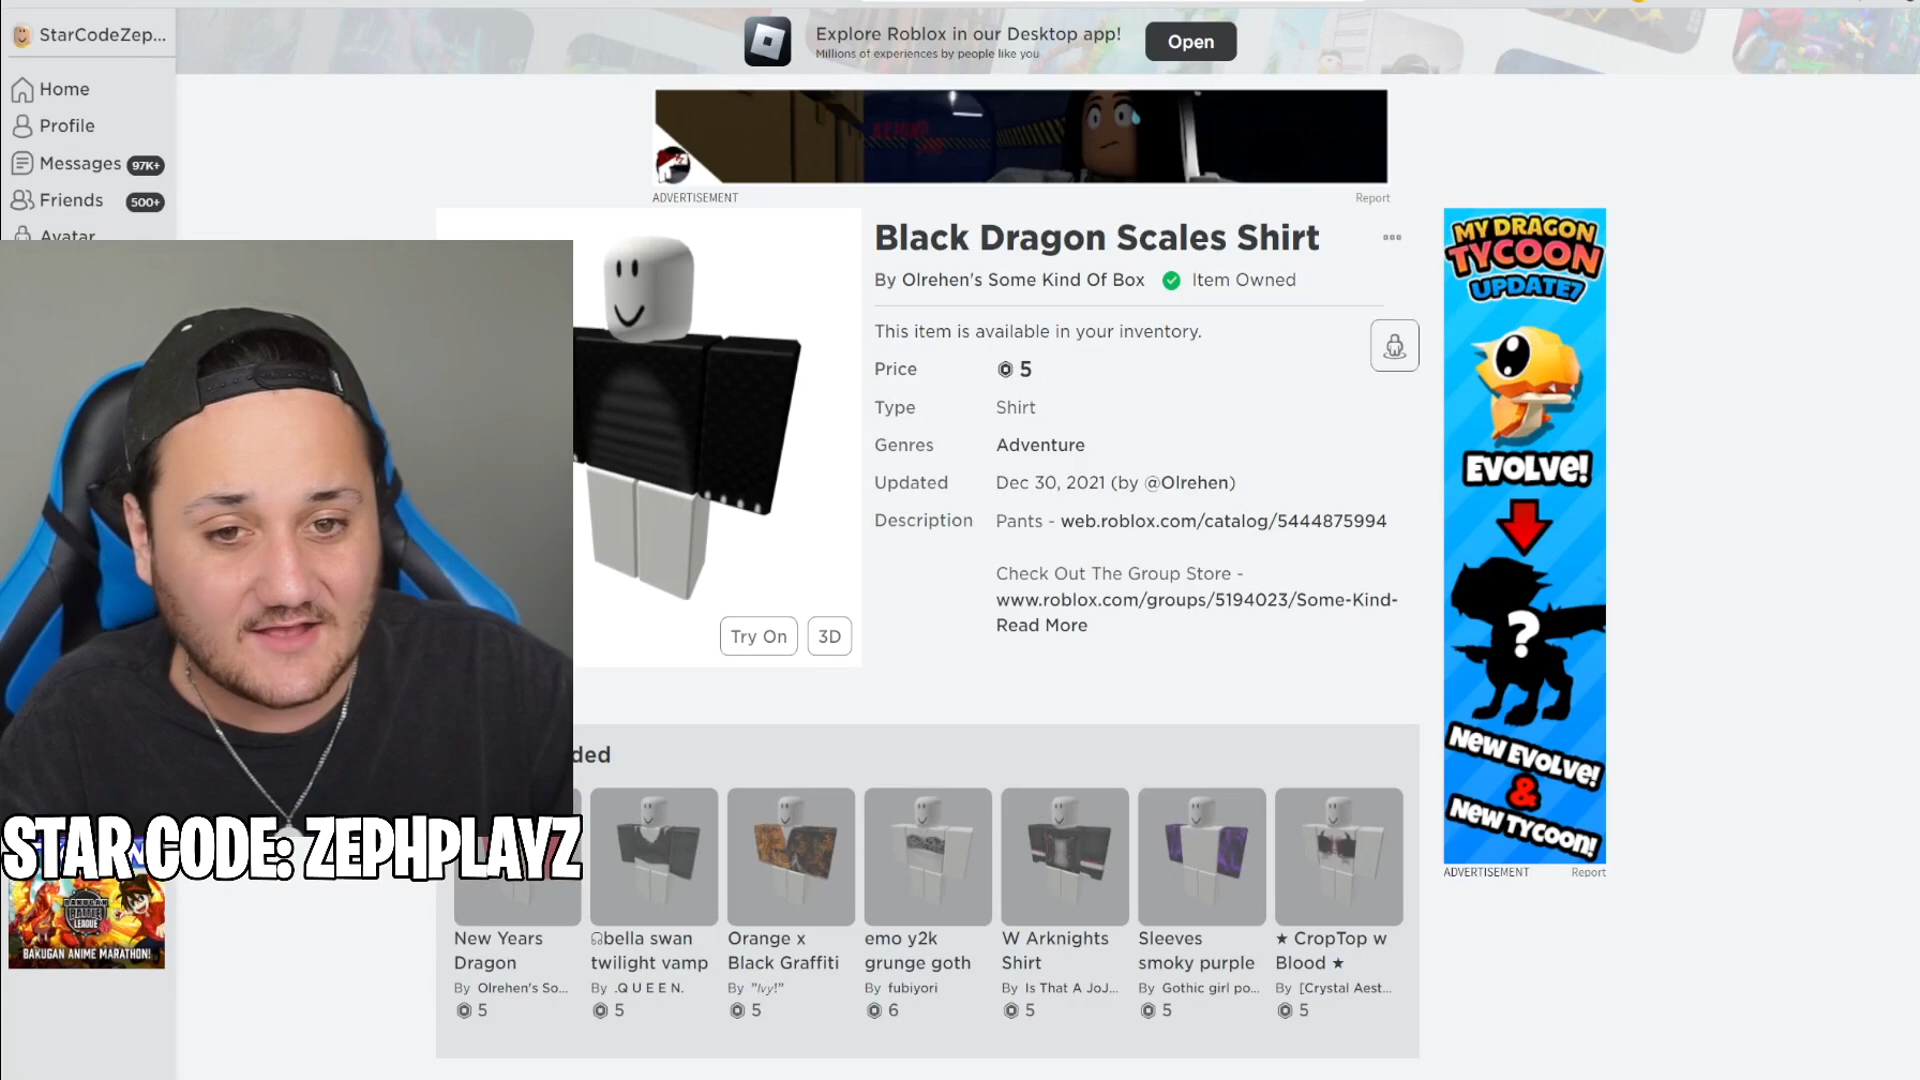 StarCodeZep...
Explore Roblox in our Desktop app!
Millions of experiences by people like you
Open
Home
Profile
Messages 97K+
Friends 500+
Avatar
ADVERTISEMENT
Report
Black Dragon Scales Shirt
By Olrehen's Some Kind Of Box
Item Owned
This item is available in your inventory.
Price
5
Type
Shirt
Genres
Adventure
Updated
Dec 30, 2021 (by @Olrehen)
Description
Pants - web.roblox.com/catalog/5444875994
Check Out The Group Store -
www.roblox.com/groups/5194023/Some-Kind-
Read More
Try On
3D
MY DRAGON
TYCOON
UPDATE7
EVOLVE!
?
NEW EVOLVE!
&
NEW TYCOON!
ADVERTISEMENT
Report
ded
STAR CODE: ZEPHPLAYZ
BAKUGAN
BATTLE
LEAGUE
BAKUGAN ANIME MARATHON!
New Years
Dragon
By Olrehen's So...
5
bella swan
twilight vamp
By .Q U E E N.
5
Orange x
Black Graffiti
By "Ivy!"
5
emo y2k
grunge goth
By fubiyori
6
W Arknights
Shirt
By Is That A JoJ...
5
Sleeves
smoky purple
By Gothic girl po...
5
★ CropTop w
Blood ★
By [Crystal Aest...
5